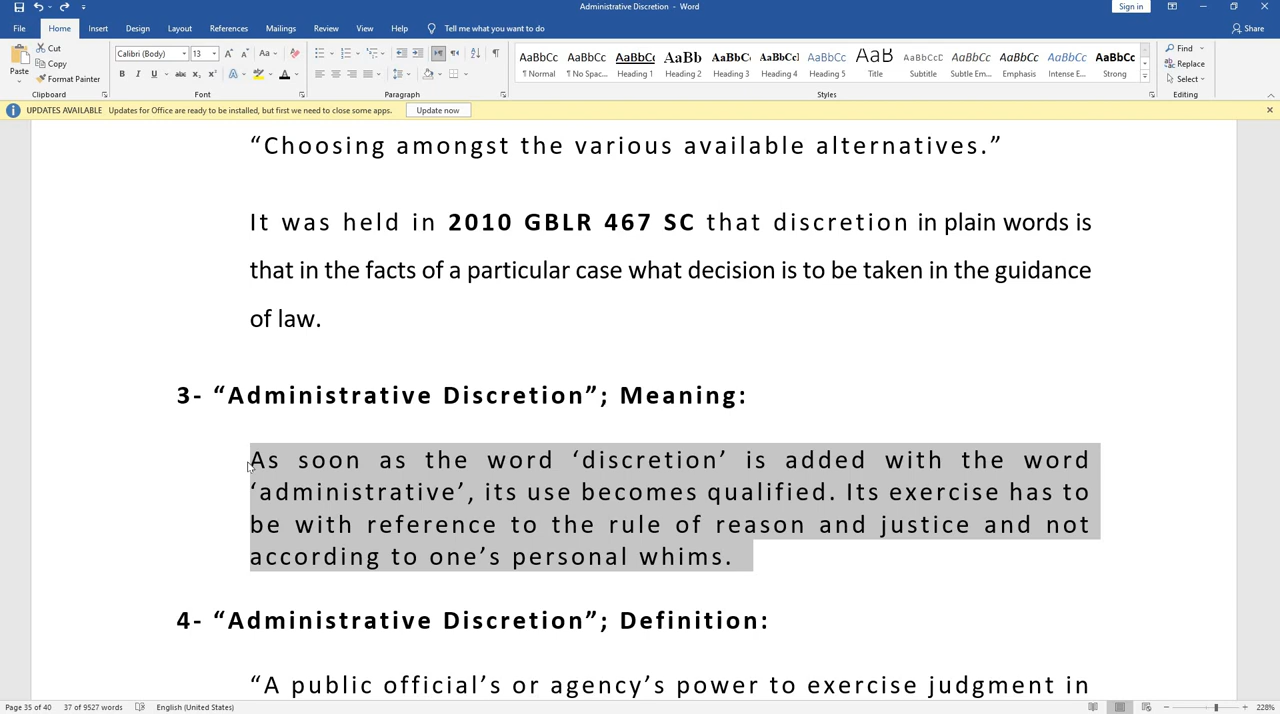 Administrative Discretion - Word
Sign in
File Home Insert Design Layout References Mailings Review View Help Tell me what you want to do Share
Paste
Cut
Copy
Format Painter
Clipboard
Calibri (Body) 13
Font
Paragraph
AaBbCc AaBbCc AaBbCc AaBb AaBbC AaBbCcI AaBbCc AaB AaBbCcD AaBbCc AaBbCc AaBbCc AaBbCc
¶ Normal ¶ No Spac... Heading 1 Heading 2 Heading 3 Heading 4 Heading 5 Title Subtitle Subtle Em... Emphasis Intense E... Strong
Styles
Find
Replace
Select
Editing
UPDATES AVAILABLE Updates for Office are ready to be installed, but first we need to close some apps. Update now
“Choosing amongst the various available alternatives.”
It was held in 2010 GBLR 467 SC that discretion in plain words is
that in the facts of a particular case what decision is to be taken in the guidance
of law.
3- “Administrative Discretion”; Meaning:
As soon as the word ‘discretion’ is added with the word
‘administrative’, its use becomes qualified. Its exercise has to
be with reference to the rule of reason and justice and not
according to one’s personal whims.
4- “Administrative Discretion”; Definition:
“A public official’s or agency’s power to exercise judgment in
Page 35 of 40 37 of 9527 words English (United States) 228%